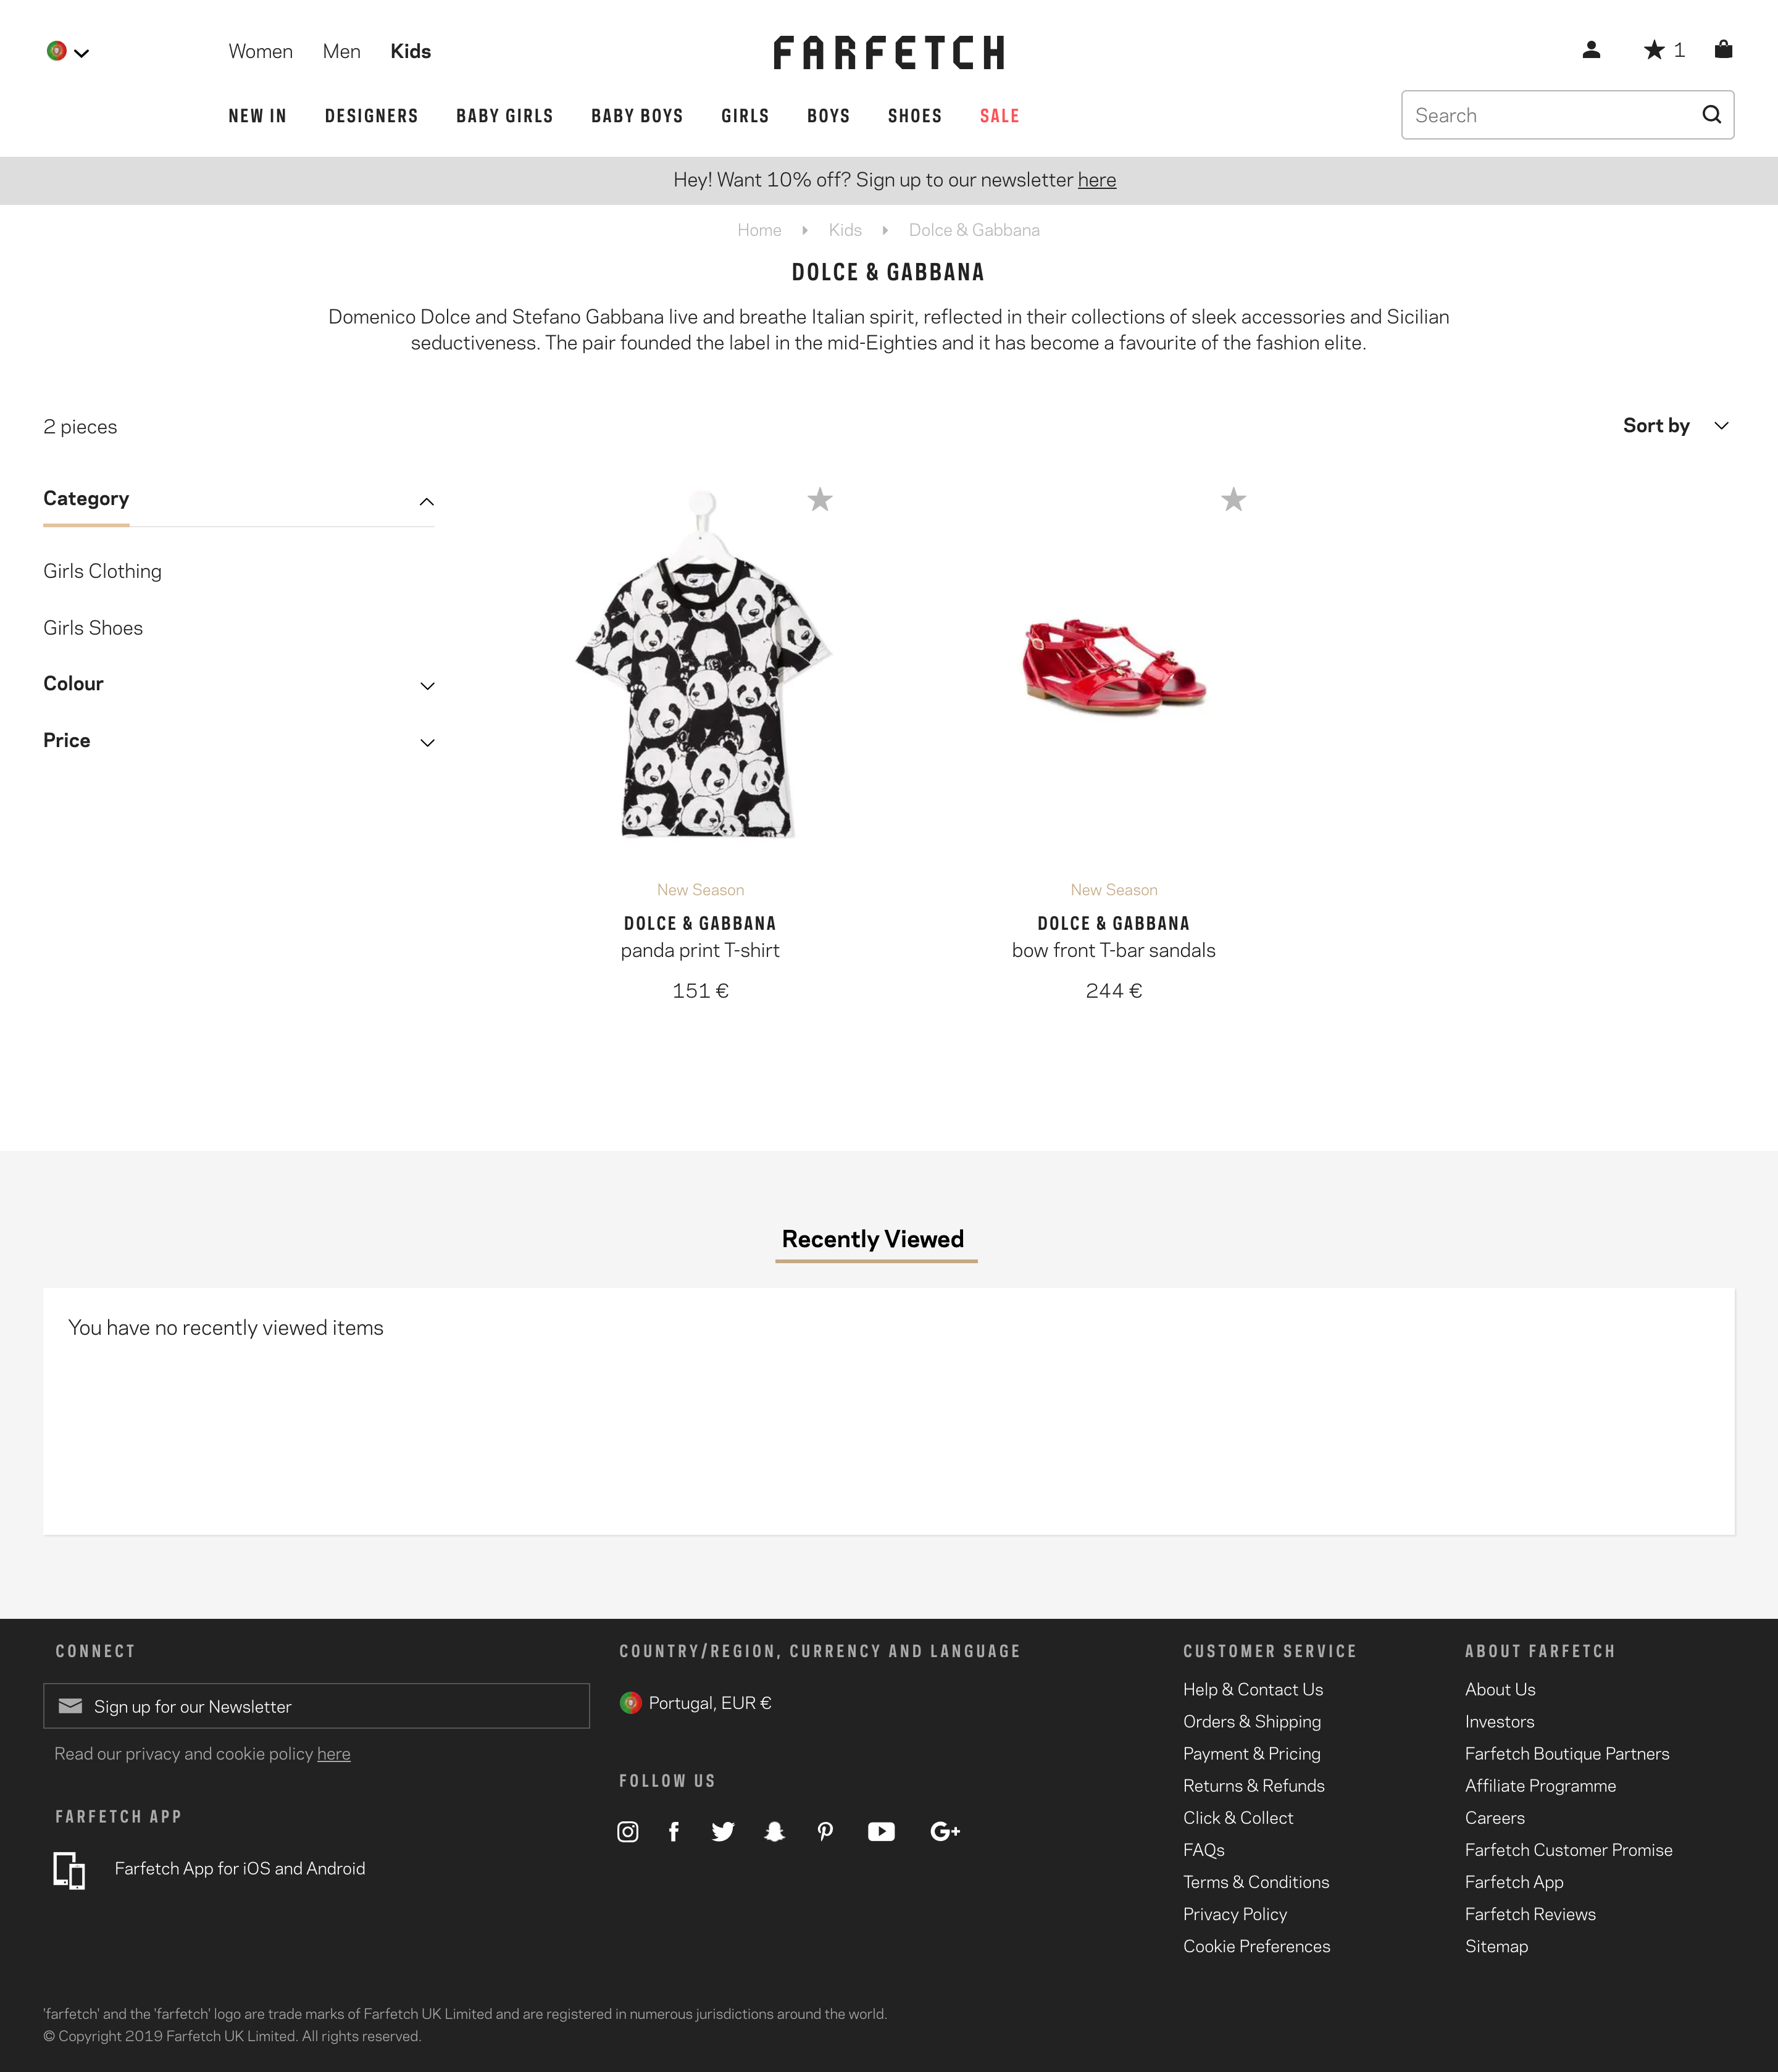 Women Men Kids
FARFETCH
1
NEW IN DESIGNERS BABY GIRLS BABY BOYS GIRLS BOYS SHOES SALE
Search
Hey! Want 10% off? Sign up to our newsletter here
Home Kids Dolce & Gabbana
DOLCE & GABBANA
Domenico Dolce and Stefano Gabbana live and breathe Italian spirit, reflected in their collections of sleek accessories and Sicilian
seductiveness. The pair founded the label in the mid-Eighties and it has become a favourite of the fashion elite.
2 pieces
Sort by
Category
Girls Clothing
Girls Shoes
Colour
Price
New Season
DOLCE & GABBANA
panda print T-shirt
151 €
New Season
DOLCE & GABBANA
bow front T-bar sandals
244 €
Recently Viewed
You have no recently viewed items
CONNECT
Sign up for our Newsletter
Read our privacy and cookie policy here
FARFETCH APP
Farfetch App for iOS and Android
COUNTRY/REGION, CURRENCY AND LANGUAGE
Portugal, EUR €
FOLLOW US
CUSTOMER SERVICE
Help & Contact Us
Orders & Shipping
Payment & Pricing
Returns & Refunds
Click & Collect
FAQs
Terms & Conditions
Privacy Policy
Cookie Preferences
ABOUT FARFETCH
About Us
Investors
Farfetch Boutique Partners
Affiliate Programme
Careers
Farfetch Customer Promise
Farfetch App
Farfetch Reviews
Sitemap
'farfetch' and the 'farfetch' logo are trade marks of Farfetch UK Limited and are registered in numerous jurisdictions around the world.
© Copyright 2019 Farfetch UK Limited. All rights reserved.